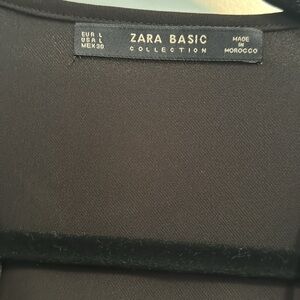 EUR L
USA L
MEX 30
ZARA BASIC
COLLECTION
MADE
IN
MOROCCO